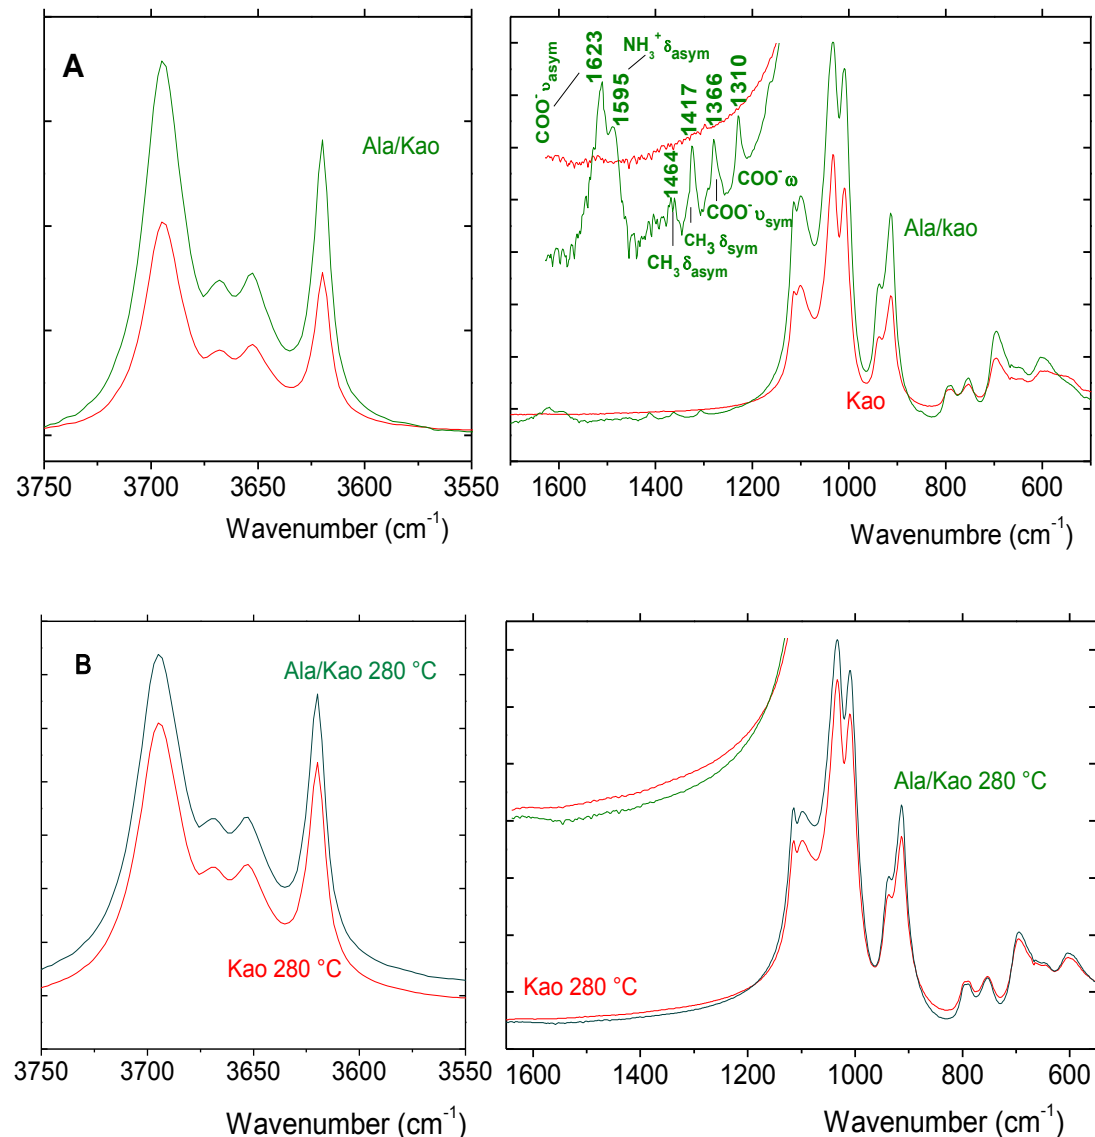 A
Ala/Kao
3750 3700 3650 3600 3550
Wavenumber (cm⁻¹)
COO⁻ υasym
1623
NH₃⁺ δasym
1595
1464
1417
1366
1310
COO⁻ ω
COO⁻ υsym
CH₃ δsym
CH₃ δasym
Ala/kao
Kao
1600 1400 1200 1000 800 600
Wavenumbre (cm⁻¹)
B
Ala/Kao 280 °C
Kao 280 °C
3750 3700 3650 3600 3550
Wavenumber (cm⁻¹)
Ala/Kao 280 °C
Kao 280 °C
1600 1400 1200 1000 800 600
Wavenumber (cm⁻¹)